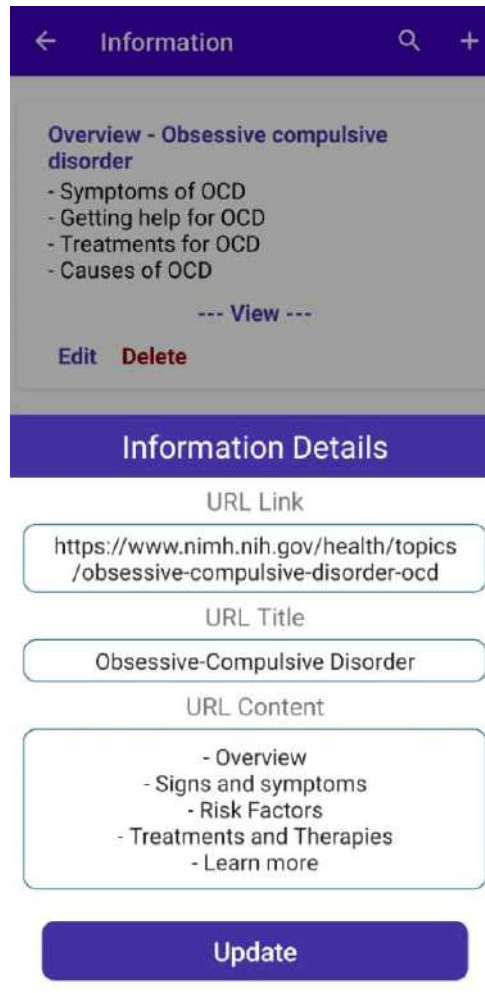 Information
Overview - Obsessive compulsive
disorder
- Symptoms of OCD
- Getting help for OCD
- Treatments for OCD
- Causes of OCD
--- View ---
Edit Delete
Information Details
URL Link
https://www.nimh.nih.gov/health/topics
/obsessive-compulsive-disorder-ocd
URL Title
Obsessive-Compulsive Disorder
URL Content
- Overview
- Signs and symptoms
- Risk Factors
- Treatments and Therapies
- Learn more
Update